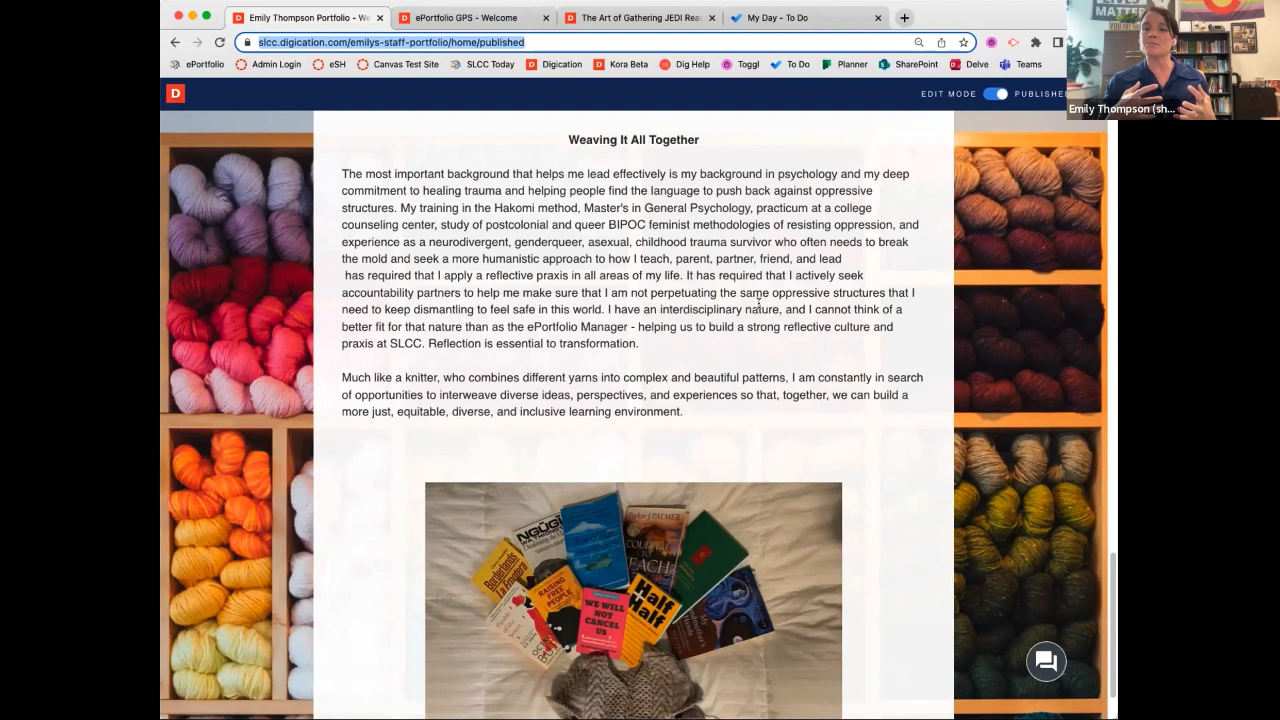 Emily Thompson Portfolio - We
ePortfolio GPS - Welcome
The Art of Gathering JEDI Rea
My Day - To Do
slcc.digication.com/emilys-staff-portfolio/home/published
ePortfolio
Admin Login
eSH
Canvas Test Site
SLCC Today
Digication
Kora Beta
Dig Help
Toggl
To Do
Planner
SharePoint
Delve
Teams
LIVES
MATTER
Emily Thompson (sh...
D
EDIT MODE
PUBLISHE
Weaving It All Together
The most important background that helps me lead effectively is my background in psychology and my deep
commitment to healing trauma and helping people find the language to push back against oppressive
structures. My training in the Hakomi method, Master's in General Psychology, practicum at a college
counseling center, study of postcolonial and queer BIPOC feminist methodologies of resisting oppression, and
experience as a neurodivergent, genderqueer, asexual, childhood trauma survivor who often needs to break
the mold and seek a more humanistic approach to how I teach, parent, partner, friend, and lead
has required that I apply a reflective praxis in all areas of my life. It has required that I actively seek
accountability partners to help me make sure that I am not perpetuating the same oppressive structures that I
need to keep dismantling to feel safe in this world. I have an interdisciplinary nature, and I cannot think of a
better fit for that nature than as the ePortfolio Manager - helping us to build a strong reflective culture and
praxis at SLCC. Reflection is essential to transformation.
Much like a knitter, who combines different yarns into complex and beautiful patterns, I am constantly in search
of opportunities to interweave diverse ideas, perspectives, and experiences so that, together, we can build a
more just, equitable, diverse, and inclusive learning environment.
NGŨGĨ
Parker J. PALMER
COURAGE
TO
TEACH
Borderlands
La Frontera
RAISING
FREE
PEOPLE
WE WILL
NOT
CANCEL
US
Half
+
Half